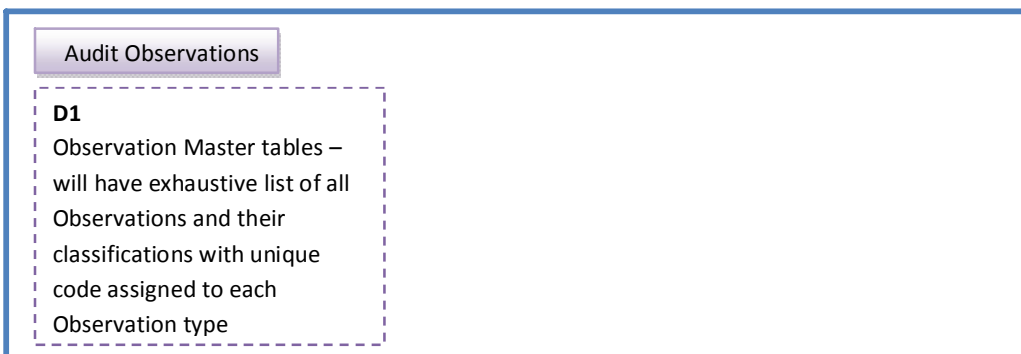 Audit Observations
D1
Observation Master tables –
will have exhaustive list of all
Observations and their
classifications with unique
code assigned to each
Observation type